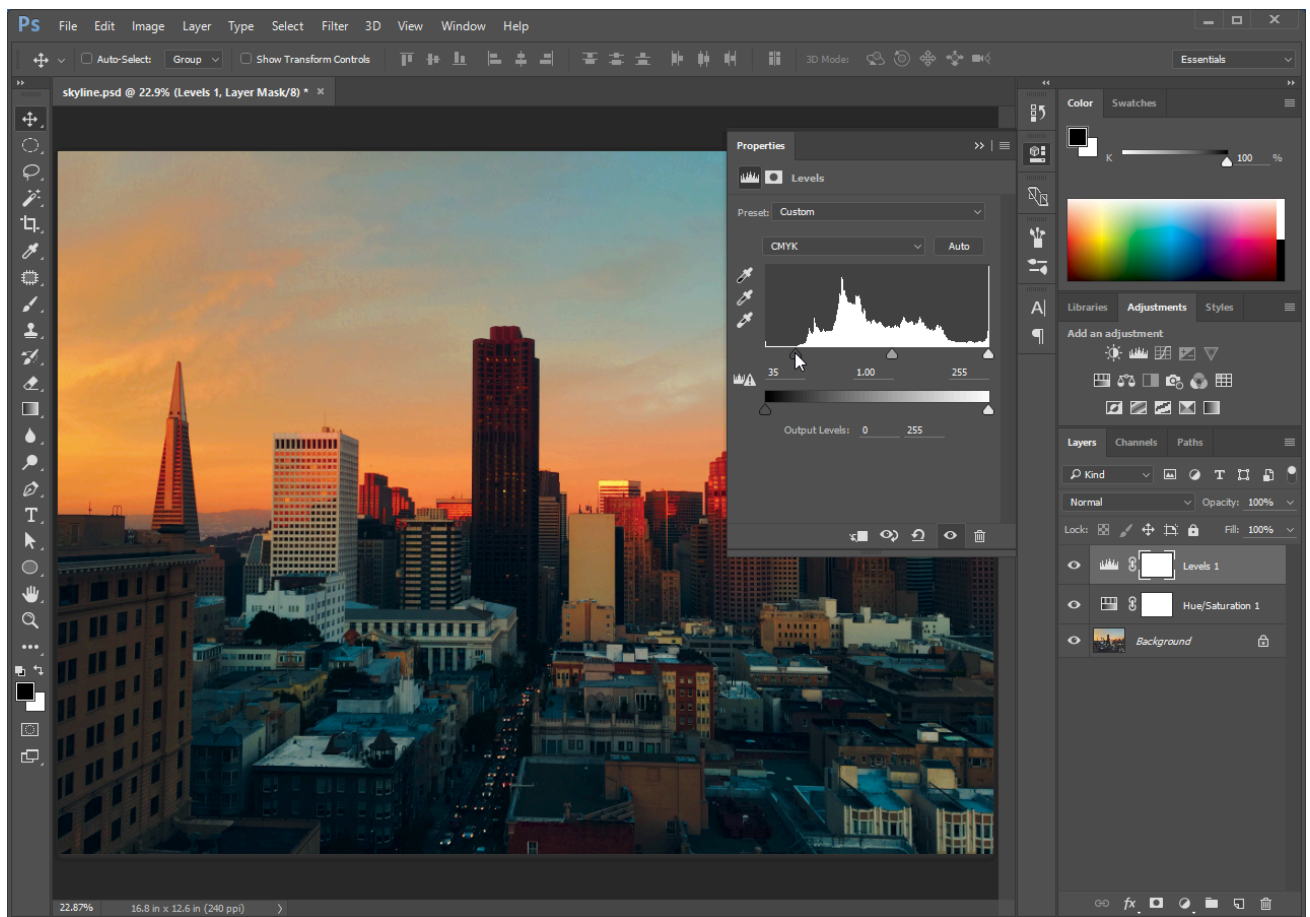 Ps File Edit Image Layer Type Select Filter 3D View Window Help
Auto-Select: Group Show Transform Controls 3D Mode: Essentials
skyline.psd @ 22.9% (Levels 1, Layer Mask/8) * ×
Properties
Levels
Preset: Custom
CMYK Auto
35 1.00 255
Output Levels: 0 255
Color Swatches
K 100 %
Libraries Adjustments Styles
Add an adjustment
Layers Channels Paths
Kind
Normal Opacity: 100%
Lock: Fill: 100%
Levels 1
Hue/Saturation 1
Background
22.87% 16.8 in x 12.6 in (240 ppi)